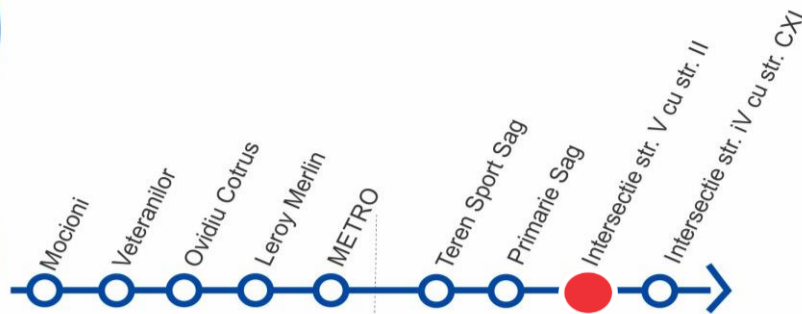 Mocioni
Veteranilor
Ovidiu Cotrus
Leroy Merlin
METRO
Teren Sport Sag
Primarie Sag
Intersectie str. V cu str. II
Intersectie str. iV cu str. CXI